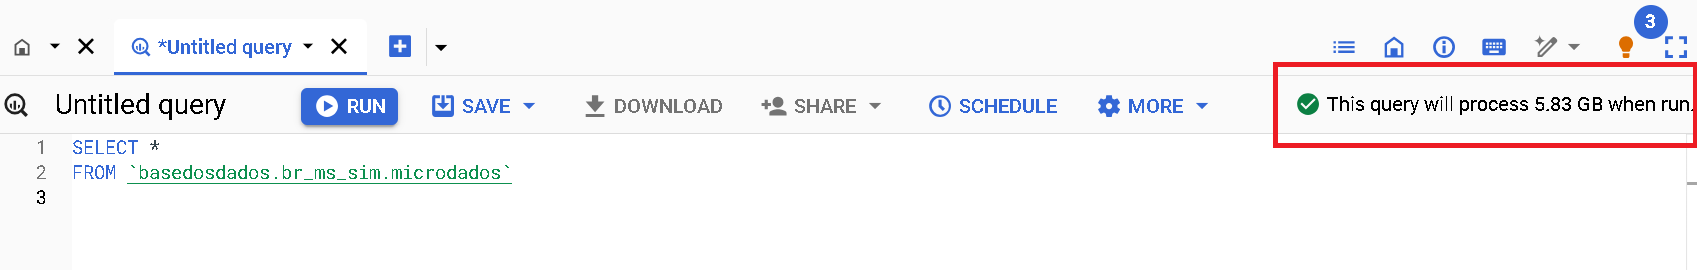 3
*Untitled query
Untitled query RUN SAVE DOWNLOAD SHARE SCHEDULE MORE This query will process 5.83 GB when run.
1 SELECT *
2 FROM `basedosdados.br_ms_sim.microdados`
3